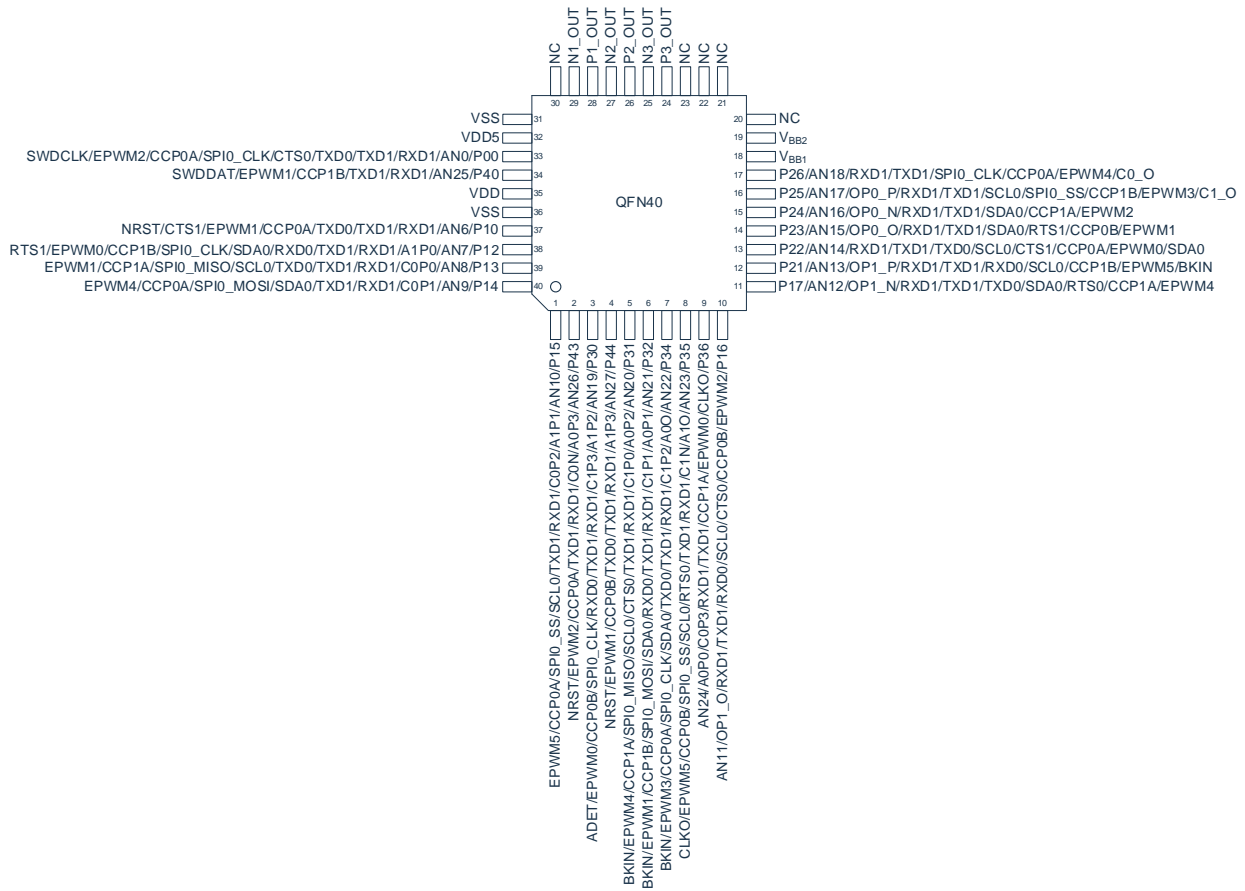 NC
N1_OUT
P1_OUT
N2_OUT
P2_OUT
N3_OUT
P3_OUT
NC
NC
NC
30 29 28 27 26 25 24 23 22 21
VSS 31
VDD5 32
SWDCLK/EPWM2/CCP0A/SPI0_CLK/CTS0/TXD0/TXD1/RXD1/AN0/P00 33
SWDDAT/EPWM1/CCP1B/TXD1/RXD1/AN25/P40 34
VDD 35
VSS 36
NRST/CTS1/EPWM1/CCP0A/TXD0/TXD1/RXD1/AN6/P10 37
RTS1/EPWM0/CCP1B/SPI0_CLK/SDA0/RXD0/TXD1/RXD1/A1P0/AN7/P12 38
EPWM1/CCP1A/SPI0_MISO/SCL0/TXD0/TXD1/RXD1/C0P0/AN8/P13 39
EPWM4/CCP0A/SPI0_MOSI/SDA0/TXD1/RXD1/C0P1/AN9/P14 40
QFN40
20 NC
19 VBB2
18 VBB1
17 P26/AN18/RXD1/TXD1/SPI0_CLK/CCP0A/EPWM4/C0_O
16 P25/AN17/OP0_P/RXD1/TXD1/SCL0/SPI0_SS/CCP1B/EPWM3/C1_O
15 P24/AN16/OP0_N/RXD1/TXD1/SDA0/CCP1A/EPWM2
14 P23/AN15/OP0_O/RXD1/TXD1/SDA0/RTS1/CCP0B/EPWM1
13 P22/AN14/RXD1/TXD1/TXD0/SCL0/CTS1/CCP0A/EPWM0/SDA0
12 P21/AN13/OP1_P/RXD1/TXD1/RXD0/SCL0/CCP1B/EPWM5/BKIN
11 P17/AN12/OP1_N/RXD1/TXD1/TXD0/SDA0/RTS0/CCP1A/EPWM4
1 2 3 4 5 6 7 8 9 10
EPWM5/CCP0A/SPI0_SS/SCL0/TXD1/RXD1/C0P2/A1P1/AN10/P15
NRST/EPWM2/CCP0A/TXD1/RXD1/C0N/A0P3/AN26/P43
ADET/EPWM0/CCP0B/SPI0_CLK/RXD0/TXD1/RXD1/C1P3/A1P2/AN19/P30
NRST/EPWM1/CCP0B/TXD0/TXD1/RXD1/A1P3/AN27/P44
BKIN/EPWM4/CCP1A/SPI0_MISO/SCL0/CTS0/TXD1/RXD1/C1P0/A0P2/AN20/P31
BKIN/EPWM1/CCP1B/SPI0_MOSI/SDA0/RXD0/TXD1/RXD1/C1P1/A0P1/AN21/P32
BKIN/EPWM3/CCP0A/SPI0_CLK/SDA0/TXD0/TXD1/RXD1/C1P2/A0O/AN22/P34
CLKO/EPWM5/CCP0B/SPI0_SS/SCL0/RTS0/TXD1/RXD1/C1N/A1O/AN23/P35
AN24/A0P0/C0P3/RXD1/TXD1/CCP1A/EPWM0/CLKO/P36
AN11/OP1_O/RXD1/TXD1/RXD0/SCL0/CTS0/CCP0B/EPWM2/P16